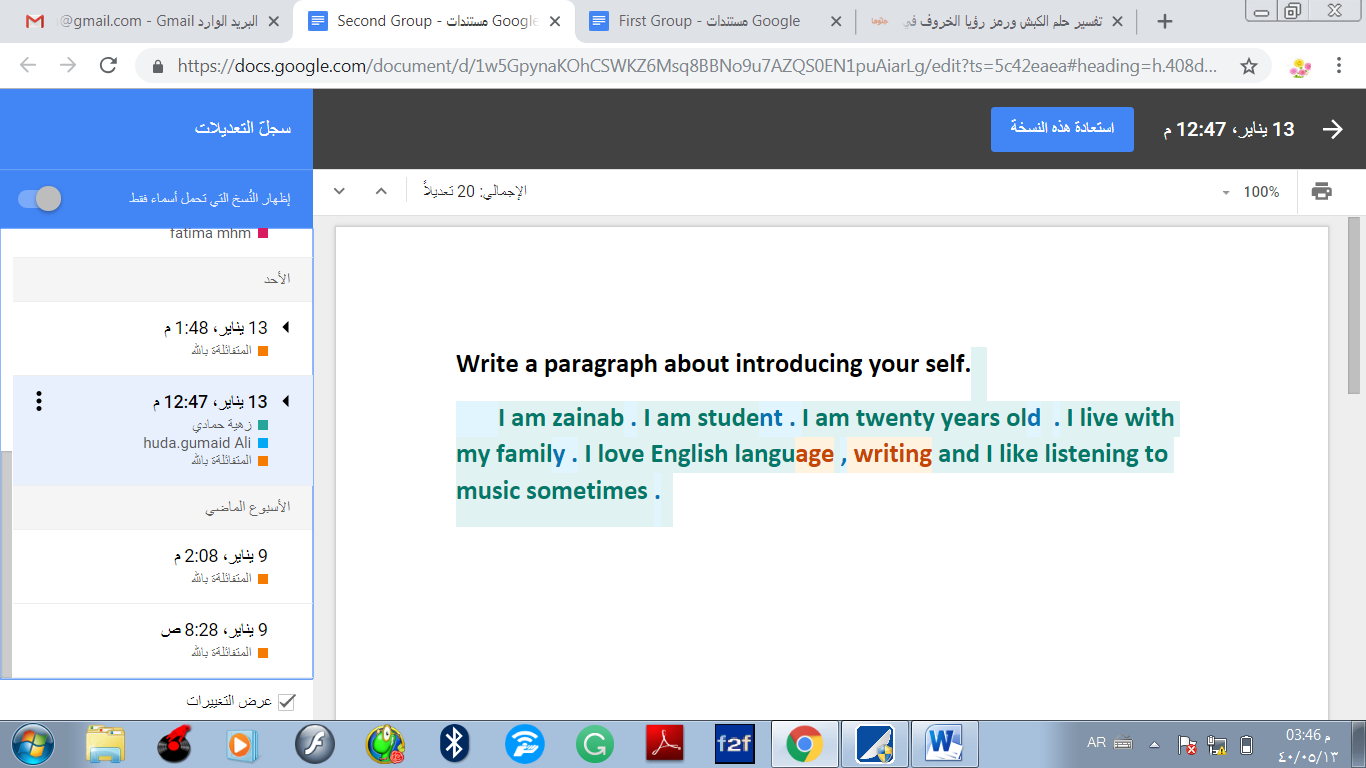 البريد الوارد - Gmail - @gmail.com
Second Group - مستندات Google
First Group - مستندات Google
تفسير حلم الكبش ورمز رؤيا الخروف في
https://docs.google.com/document/d/1w5GpynaKOhCSWKZ6Msq8BBNo9u7AZQS0EN1puAiarLg/edit?ts=5c42eaea#heading=h.408d...
سجلّ التعديلات
استعادة هذه النسخة
13 يناير، 12:47 م
إظهار النُسخ التي تحمل أسماء فقط
الإجمالي: 20 تعديلاً
100%
fatima mhm
الأحد
13 يناير، 1:48 م
المتفائلةة بالله
13 يناير، 12:47 م
زهية حمادي
huda.gumaid Ali
المتفائلةة بالله
الأسبوع الماضي
9 يناير، 2:08 م
المتفائلةة بالله
9 يناير، 8:28 ص
المتفائلةة بالله
عرض التغييرات
Write a paragraph about introducing your self.
I am zainab . I am student . I am twenty years old . I live with
my family . I love English language , writing and I like listening to
music sometimes .
f2f
AR
03:46 م
٤٠/٠٥/١٣